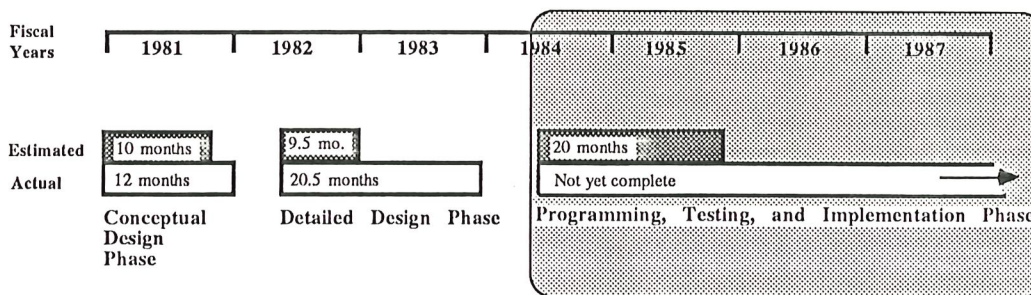 Fiscal
Years
1981 1982 1983 1984 1985 1986 1987
Estimated
10 months 9.5 mo. 20 months
Actual
12 months 20.5 months Not yet complete
Conceptual
Design
Phase
Detailed Design Phase
Programming, Testing, and Implementation Phase